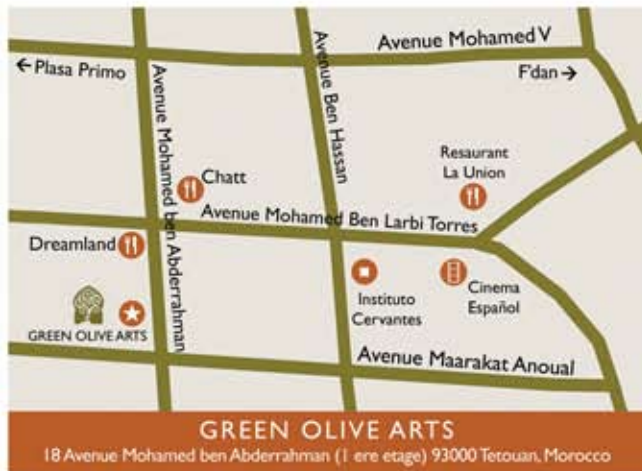 Avenue Mohamed V
←Plasa Primo
F'dan→
Avenue Mohamed ben Abderrahman
Avenue Ben Hassan
Chatt
Resaurant
La Union
Avenue Mohamed Ben Larbi Torres
Dreamland
Instituto
Cervantes
Cinema
Español
GREEN OLIVE ARTS
Avenue Maarakat Anoual
GREEN OLIVE ARTS
18 Avenue Mohamed ben Abderrahman (1 ere etage) 93000 Tetouan, Morocco